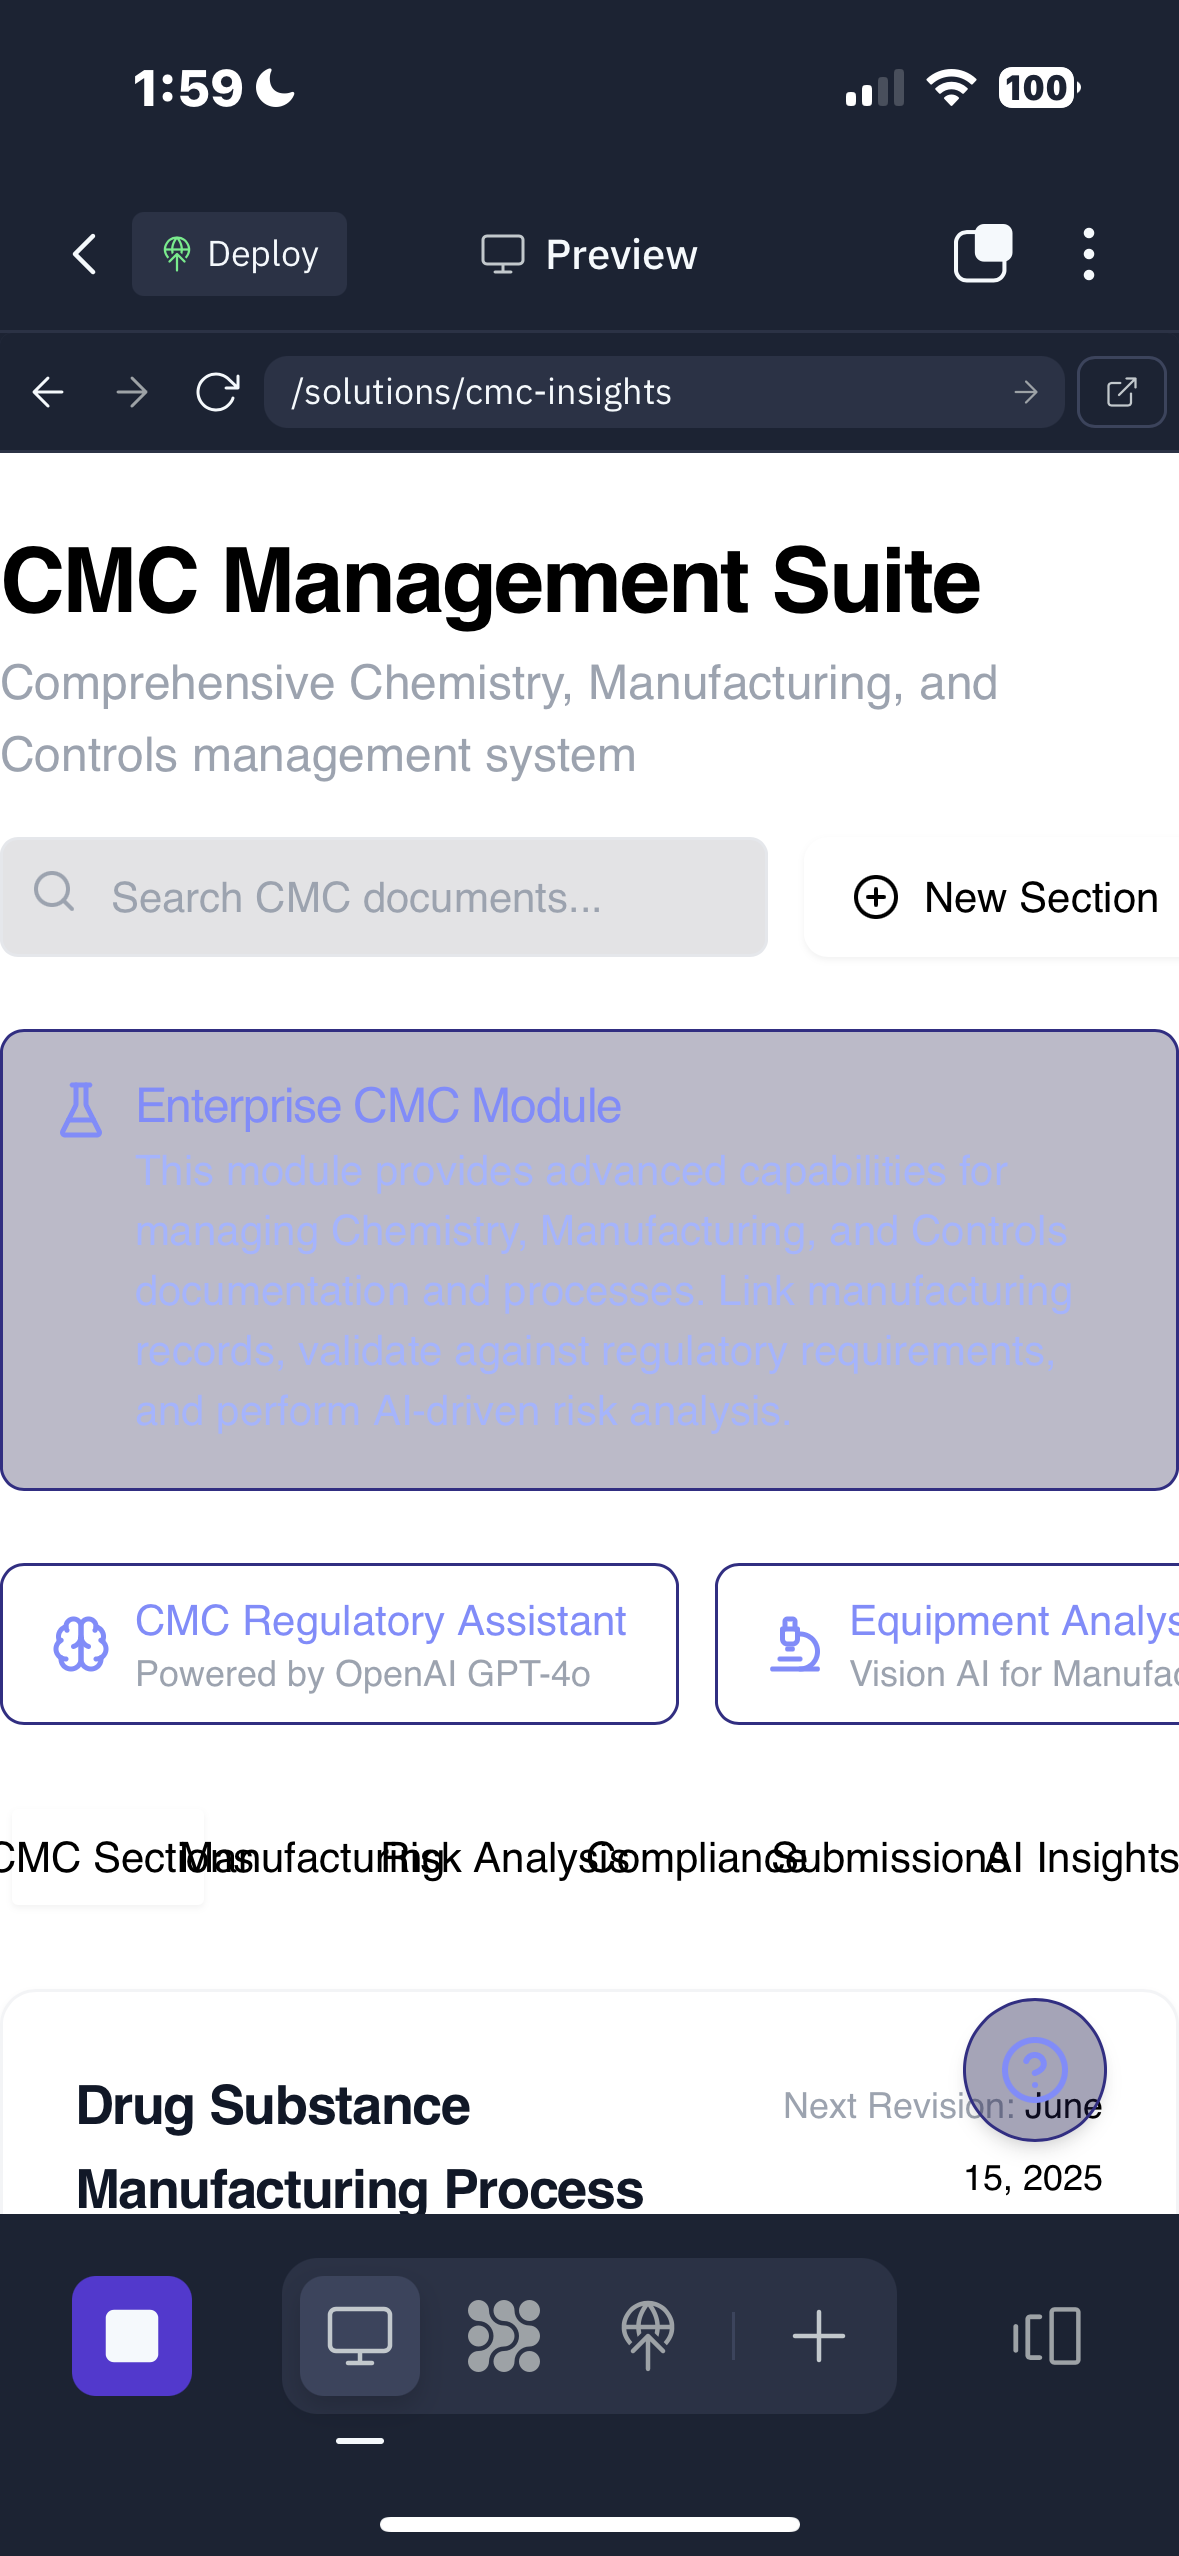 1:59
100
Deploy
Preview
/solutions/cmc-insights
CMC Management Suite
Comprehensive Chemistry, Manufacturing, and
Controls management system
Search CMC documents...
New Section
Enterprise CMC Module
This module provides advanced capabilities for
managing Chemistry, Manufacturing, and Controls
documentation and processes. Link manufacturing
records, validate against regulatory requirements,
and perform AI-driven risk analysis.
CMC Regulatory Assistant
Powered by OpenAI GPT-4o
Equipment Analys
Vision AI for Manufac
CMC Sections Manufacturing Risk Analysis Compliance Submissions AI Insights
Drug Substance
Manufacturing Process
Next Revision: June
15, 2025